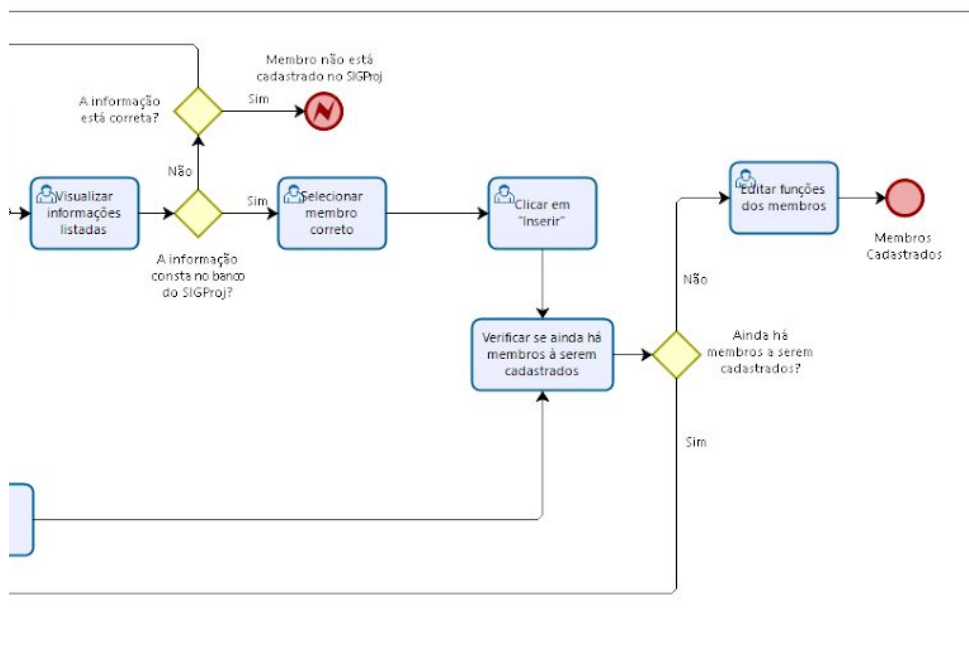 Membro não está
cadastrado no SIGProj
A informação
está correta?
Sim
Não
Visualizar
informações
listadas
Sim
Selecionar
membro
correto
Clicar em
"Inserir"
Editar funções
dos membros
A informação
consta no banco
do SIGProj?
Membros
Cadastrados
Não
Verificar se ainda há
membros à serem
cadastrados
Ainda há
membros a serem
cadastrados?
Sim